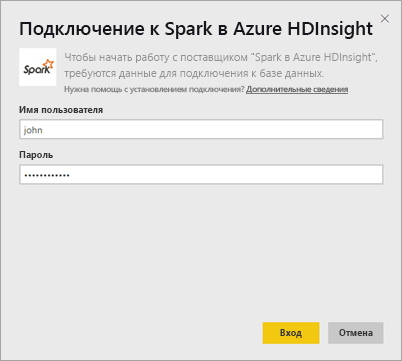 Подключение к Spark в Azure HDInsight
Spark
Чтобы начать работу с поставщиком "Spark в Azure HDInsight",
требуются данные для подключения к базе данных.
Нужна помощь с установлением подключения? Дополнительные сведения
Имя пользователя
john
Пароль
••••••••••••
Вход
Отмена